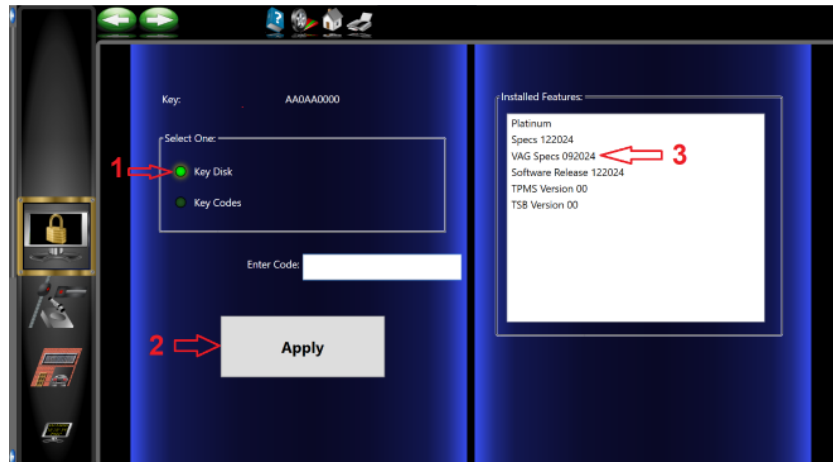 Key: AA0AA0000
Select One:
1
Key Disk
Key Codes
Enter Code:
2
Apply
Installed Features:
Platinum
Specs 122024
VAG Specs 092024
3
Software Release 122024
TPMS Version 00
TSB Version 00